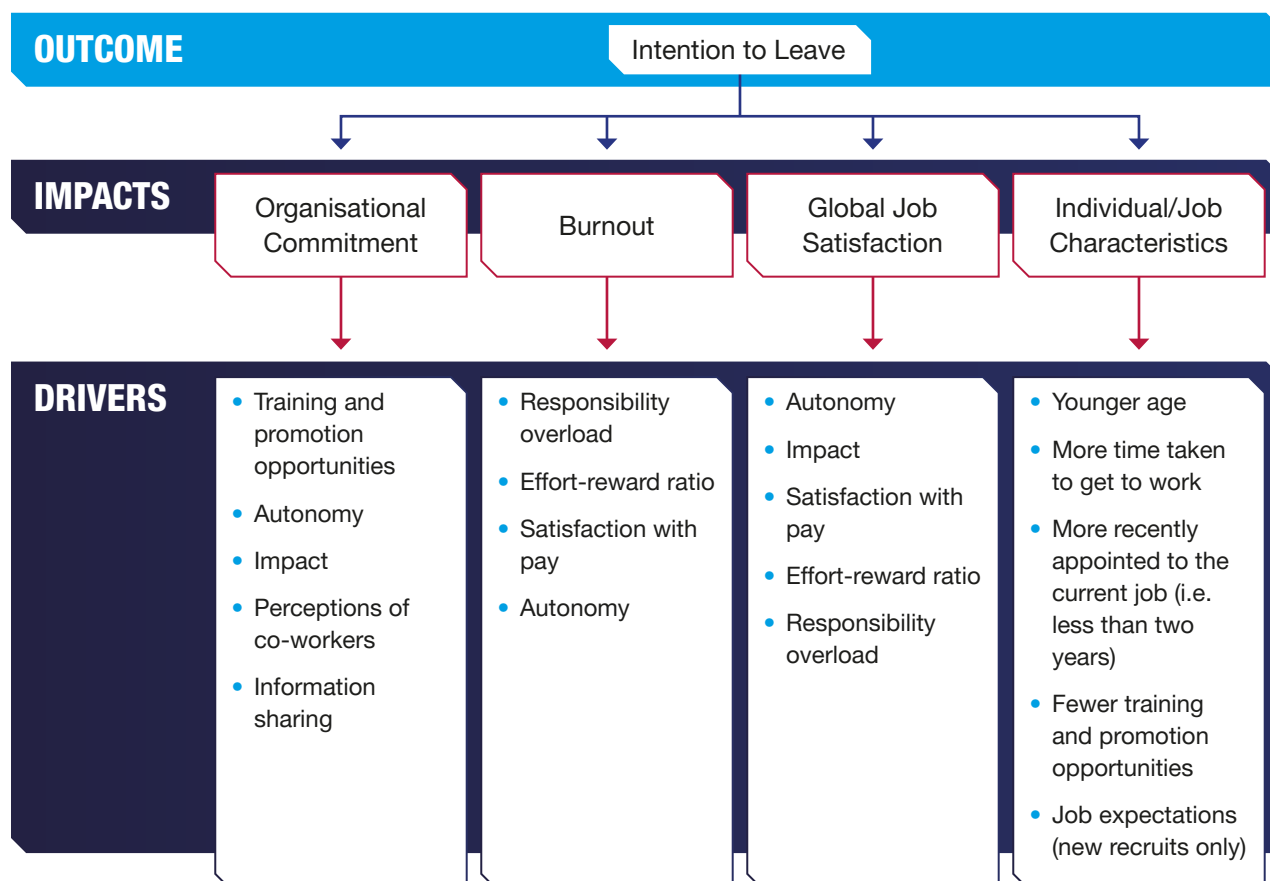 OUTCOME
Intention to Leave
IMPACTS
Organisational
Commitment
Burnout
Global Job
Satisfaction
Individual/Job
Characteristics
DRIVERS
• Training and
promotion
opportunities
• Autonomy
• Impact
• Perceptions of
co-workers
• Information
sharing
• Responsibility
overload
• Effort-reward ratio
• Satisfaction with
pay
• Autonomy
• Autonomy
• Impact
• Satisfaction with
pay
• Effort-reward ratio
• Responsibility
overload
• Younger age
• More time taken
to get to work
• More recently
appointed to the
current job (i.e.
less than two
years)
• Fewer training
and promotion
opportunities
• Job expectations
(new recruits only)